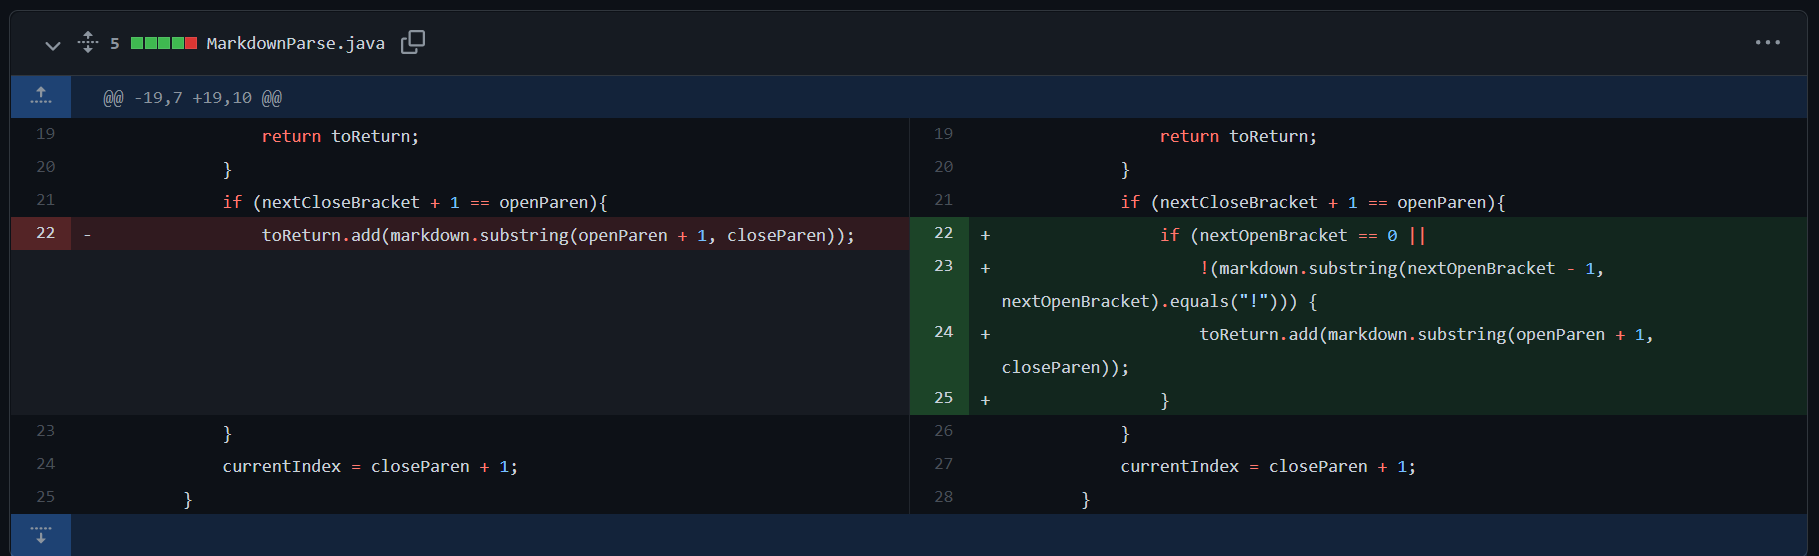 5 MarkdownParse.java
@@ -19,7 +19,10 @@
19 return toReturn;
20 }
21 if (nextCloseBracket + 1 == openParen){
22 - toReturn.add(markdown.substring(openParen + 1, closeParen));
23 }
24 currentIndex = closeParen + 1;
25 }
19 return toReturn;
20 }
21 if (nextCloseBracket + 1 == openParen){
22 + if (nextOpenBracket == 0 ||
23 + !(markdown.substring(nextOpenBracket - 1,
nextOpenBracket).equals("!"))) {
24 + toReturn.add(markdown.substring(openParen + 1,
closeParen));
25 + }
26 }
27 currentIndex = closeParen + 1;
28 }